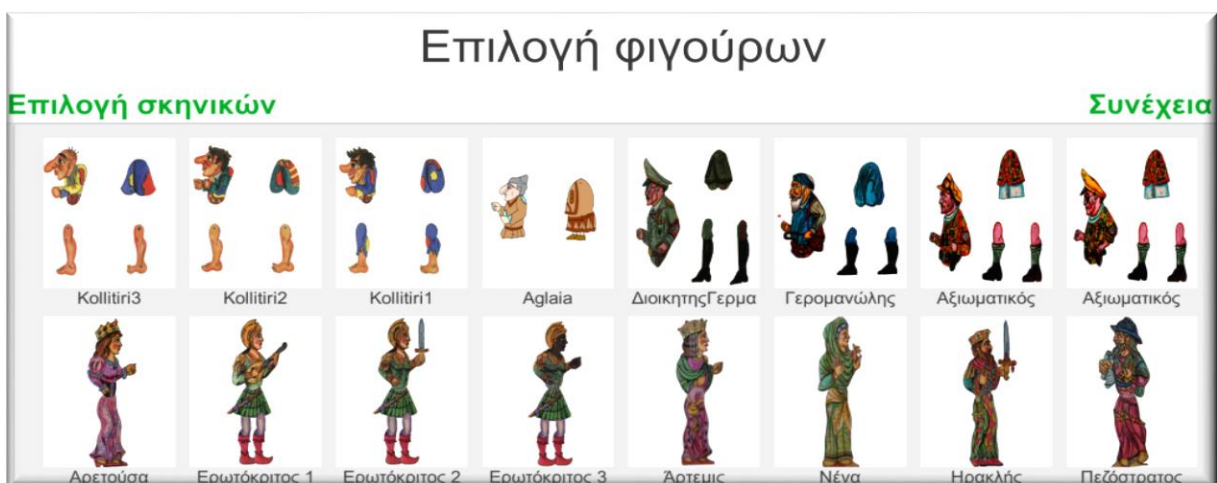 Επιλογή φιγούρων
Επιλογή σκηνικών Συνέχεια
Kollitiri3 Kollitiri2 Kollitiri1 Aglaia ΔιοικητηςΓερμα Γερομανώλης Αξιωματικός Αξιωματικός
Αρετούσα Ερωτόκριτος 1 Ερωτόκριτος 2 Ερωτόκριτος 3 Άρτεμις Νένα Ηρακλής Πεζόστρατος